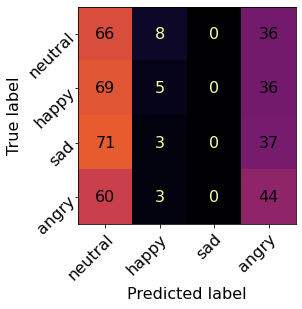 True label
neutral 66 8 0 36
happy 69 5 0 36
sad 71 3 0 37
angry 60 3 0 44
neutral happy sad angry
Predicted label